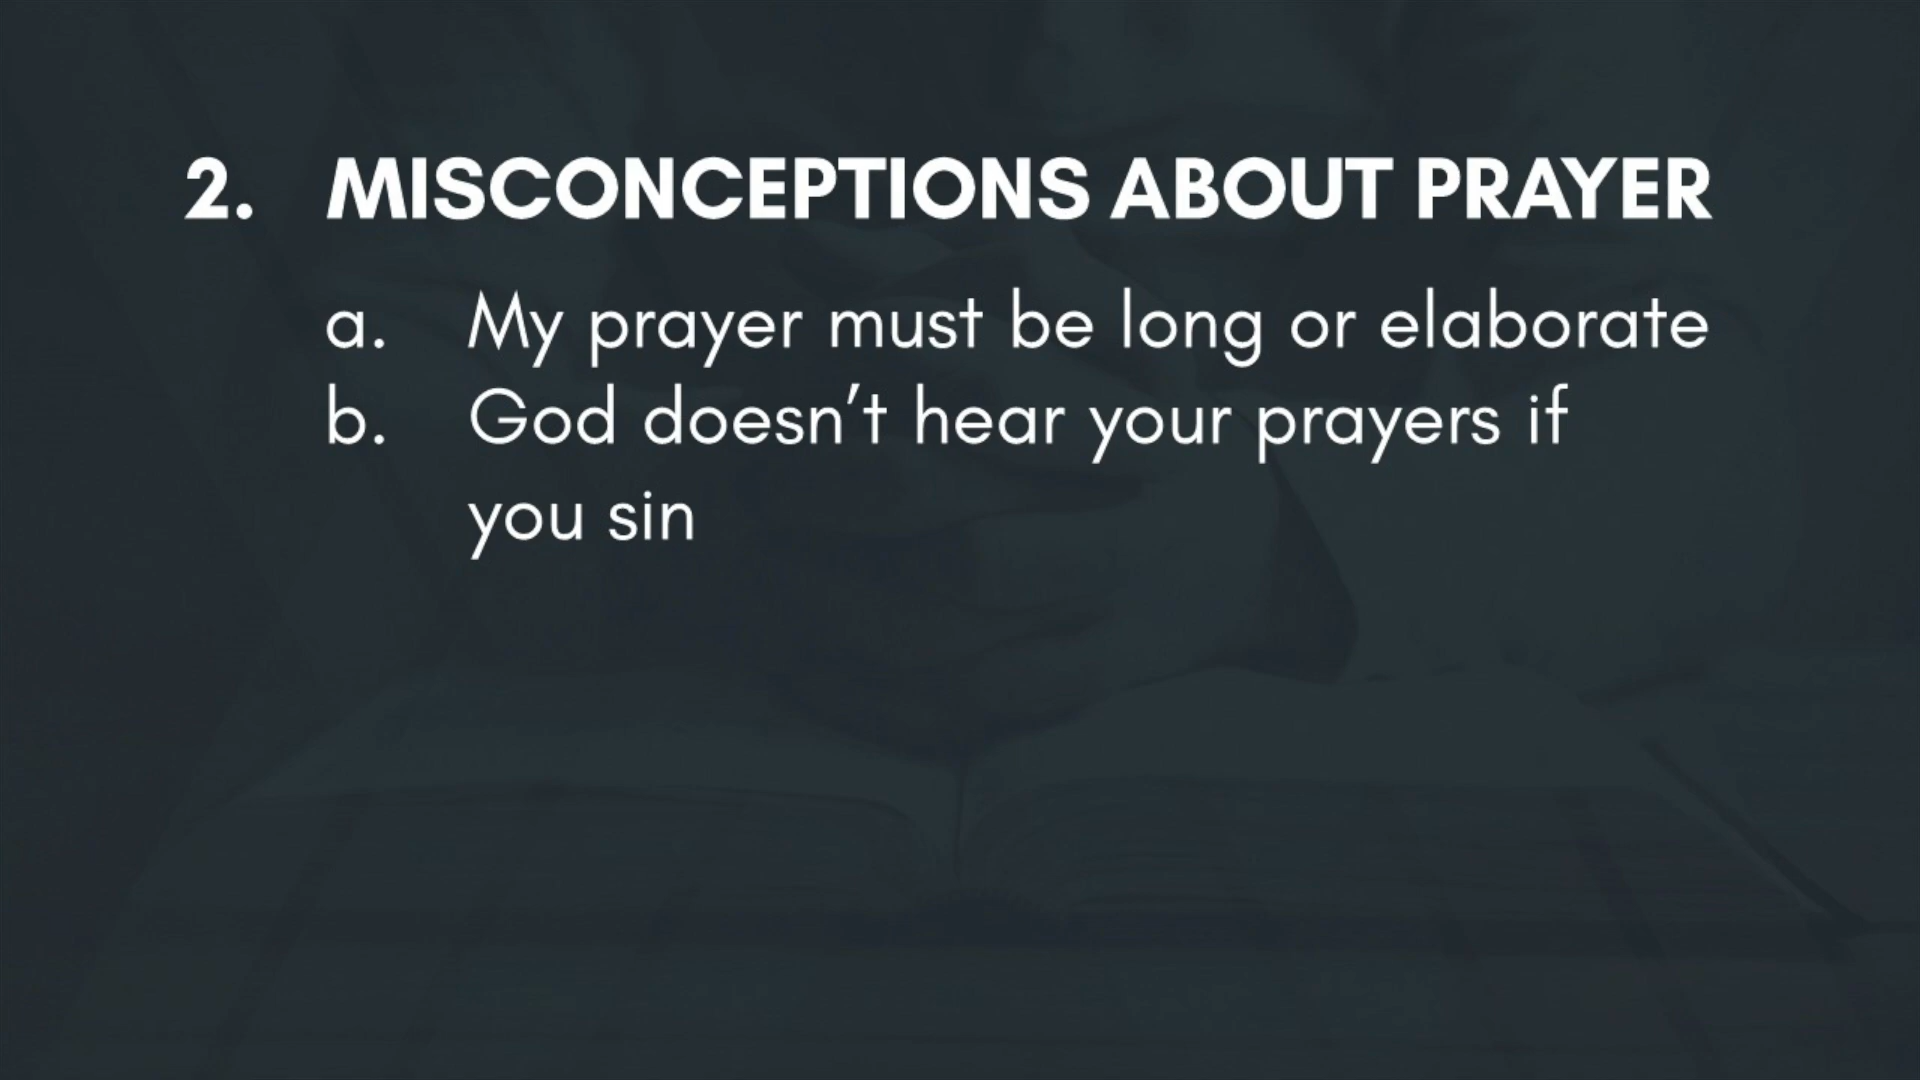 2. MISCONCEPTIONS ABOUT PRAYER
a. My prayer must be long or elaborate
b. God doesn’t hear your prayers if
you sin